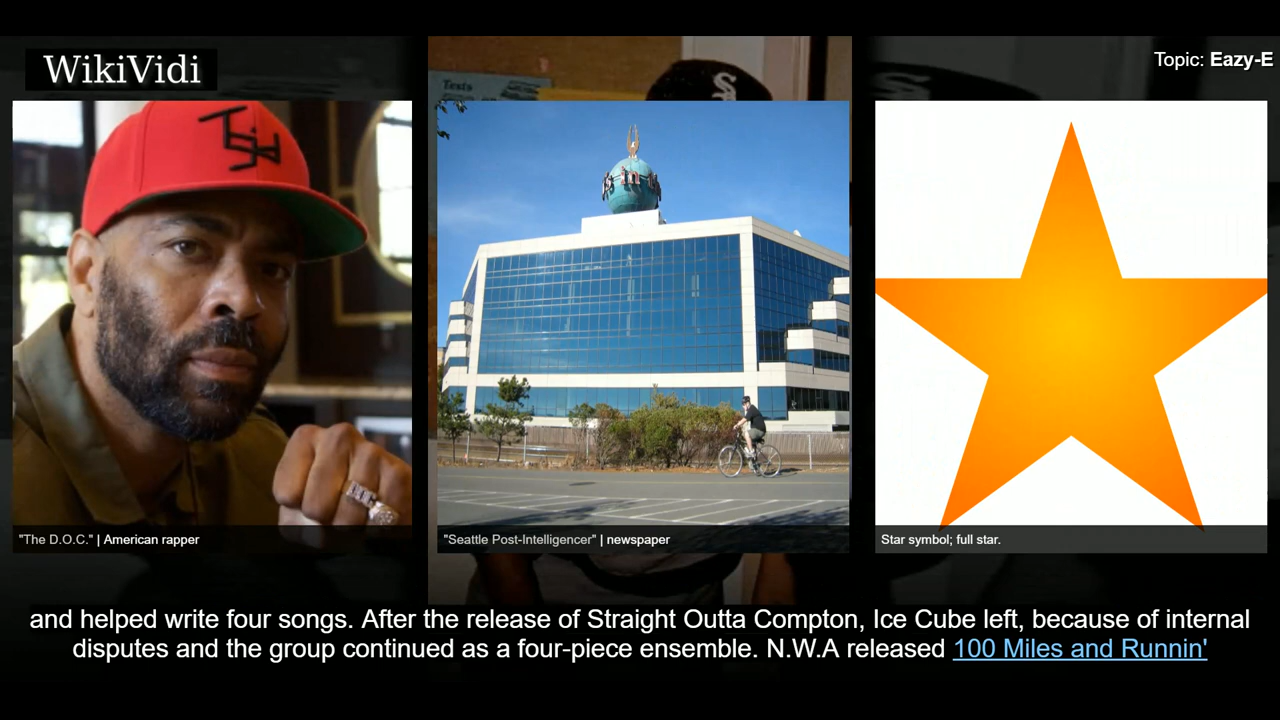 WikiVidi
Topic: Eazy-E
Tests
"The D.O.C." | American rapper
"Seattle Post-Intelligencer" | newspaper
Star symbol; full star.
and helped write four songs. After the release of Straight Outta Compton, Ice Cube left, because of internal
disputes and the group continued as a four-piece ensemble. N.W.A released 100 Miles and Runnin'